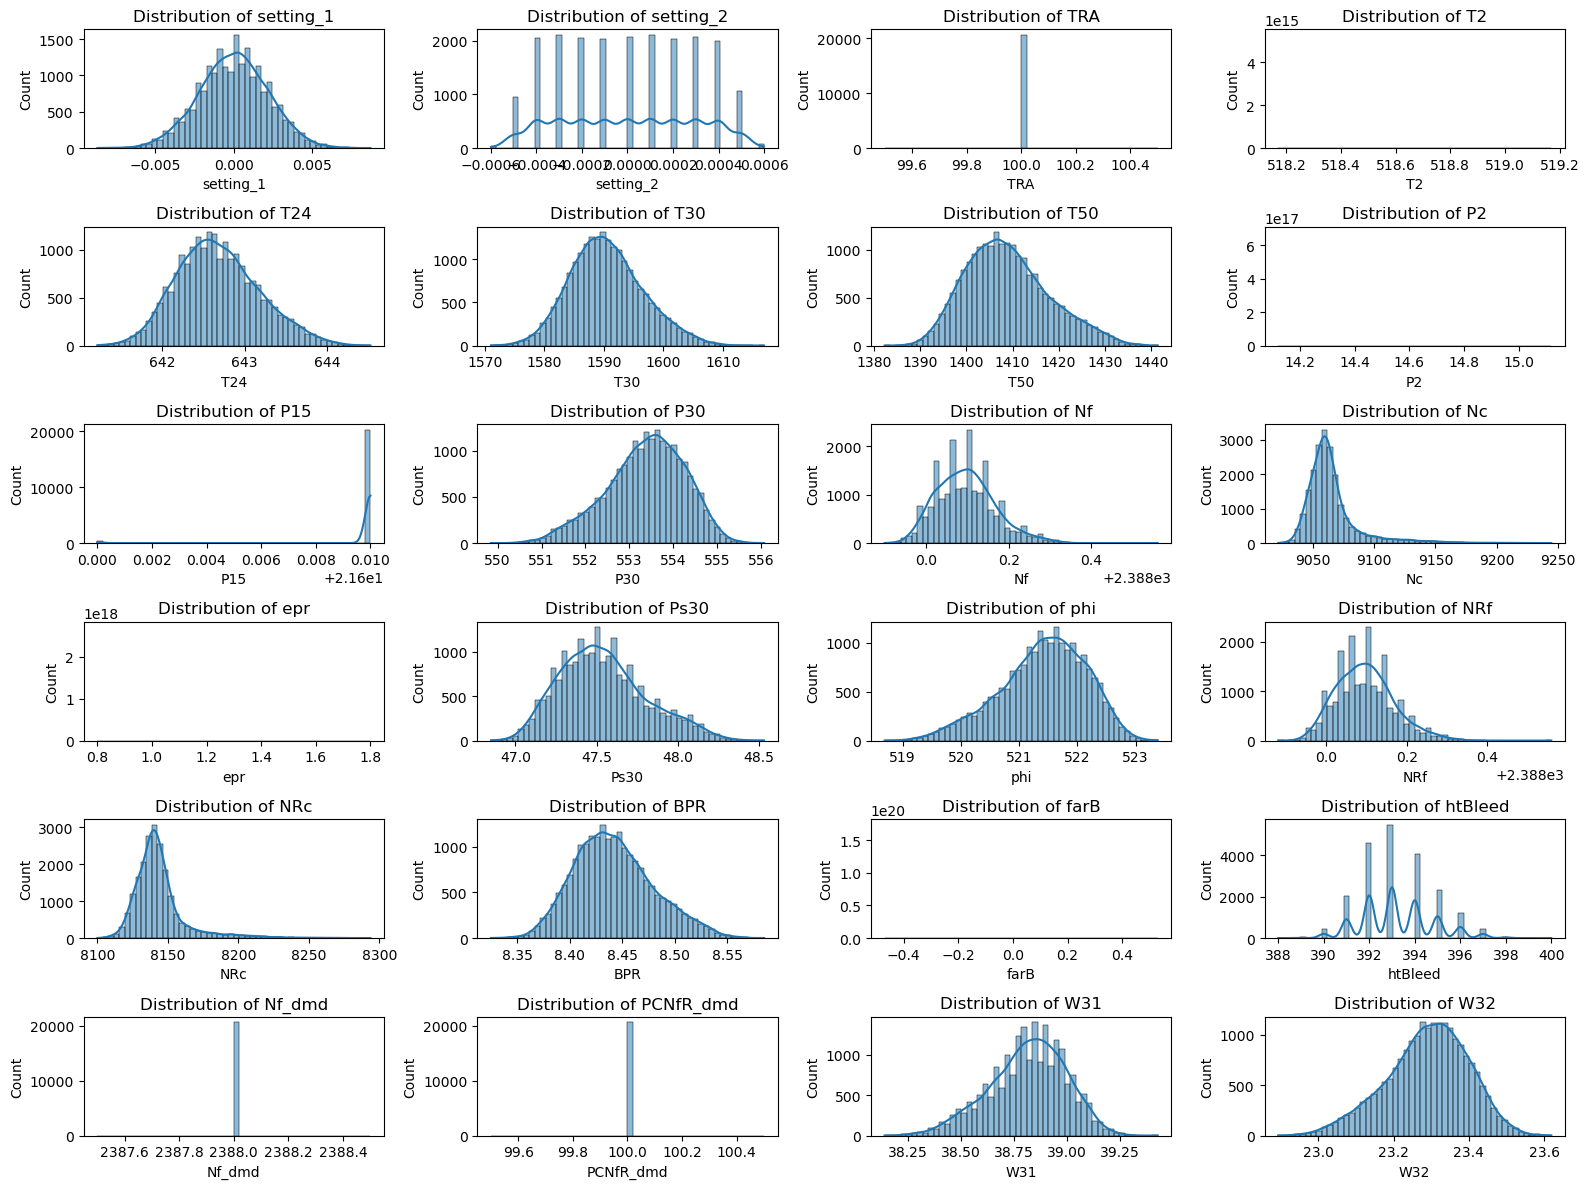 Distribution of setting_1
Distribution of setting_2
Distribution of TRA
Distribution of T2
1e15
Count
1500
1000
500
0
−0.005
0.000
0.005
setting_1
Count
2000
1000
0
−0.0006
−0.0004
−0.0002
0.0000
0.0002
0.0004
0.0006
setting_2
Count
20000
10000
0
99.6 99.8 100.0 100.2 100.4
TRA
Count
4
2
0
518.2 518.4 518.6 518.8 519.0 519.2
T2
Distribution of T24
Distribution of T30
Distribution of T50
Distribution of P2
1e17
Count
1000
500
0
642 643 644
T24
Count
1000
500
0
1570 1580 1590 1600 1610
T30
Count
1000
500
0
1380 1390 1400 1410 1420 1430 1440
T50
Count
6
4
2
0
14.2 14.4 14.6 14.8 15.0
P2
Distribution of P15
Distribution of P30
Distribution of Nf
Distribution of Nc
Count
20000
10000
0
0.000 0.002 0.004 0.006 0.008 0.010
P15
+2.16e1
Count
1000
500
0
550 551 552 553 554 555 556
P30
Count
2000
1000
0
0.0 0.2 0.4
Nf
+2.388e3
Count
3000
2000
1000
0
9050 9100 9150 9200 9250
Nc
Distribution of epr
Distribution of Ps30
Distribution of phi
Distribution of NRf
1e18
Count
2
1
0
0.8 1.0 1.2 1.4 1.6 1.8
epr
Count
1000
500
0
47.0 47.5 48.0 48.5
Ps30
Count
1000
500
0
519 520 521 522 523
phi
Count
2000
1000
0
0.0 0.2 0.4
NRf
+2.388e3
Distribution of NRc
Distribution of BPR
Distribution of farB
Distribution of htBleed
1e20
Count
3000
2000
1000
0
8100 8150 8200 8250 8300
NRc
Count
1000
500
0
8.35 8.40 8.45 8.50 8.55
BPR
Count
1.5
1.0
0.5
0.0
−0.4 −0.2 0.0 0.2 0.4
farB
Count
4000
2000
0
388 390 392 394 396 398 400
htBleed
Distribution of Nf_dmd
Distribution of PCNfR_dmd
Distribution of W31
Distribution of W32
Count
20000
10000
0
2387.6 2387.8 2388.0 2388.2 2388.4
Nf_dmd
Count
20000
10000
0
99.6 99.8 100.0 100.2 100.4
PCNfR_dmd
Count
1000
500
0
38.25 38.50 38.75 39.00 39.25
W31
Count
1000
500
0
23.0 23.2 23.4 23.6
W32